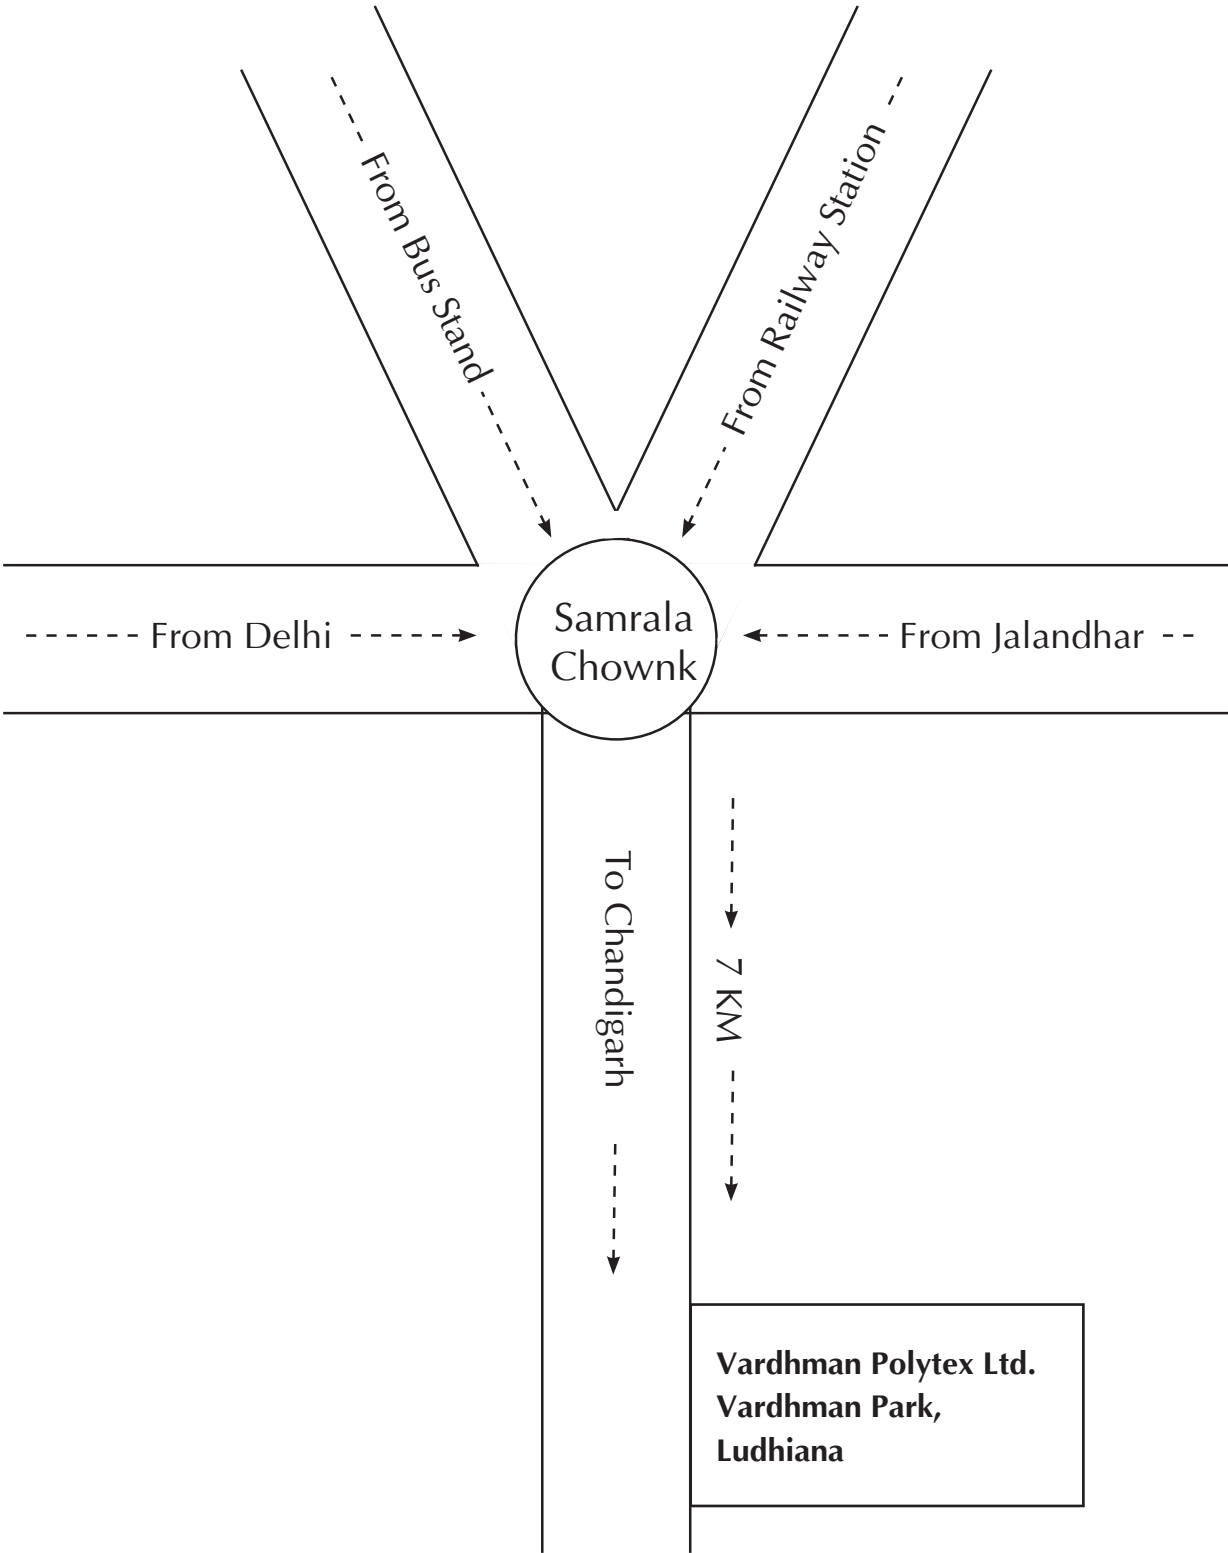 From Bus Stand
From Railway Station
From Delhi
Samrala
Chownk
From Jalandhar
To Chandigarh
7 KM
Vardhman Polytex Ltd.
Vardhman Park,
Ludhiana